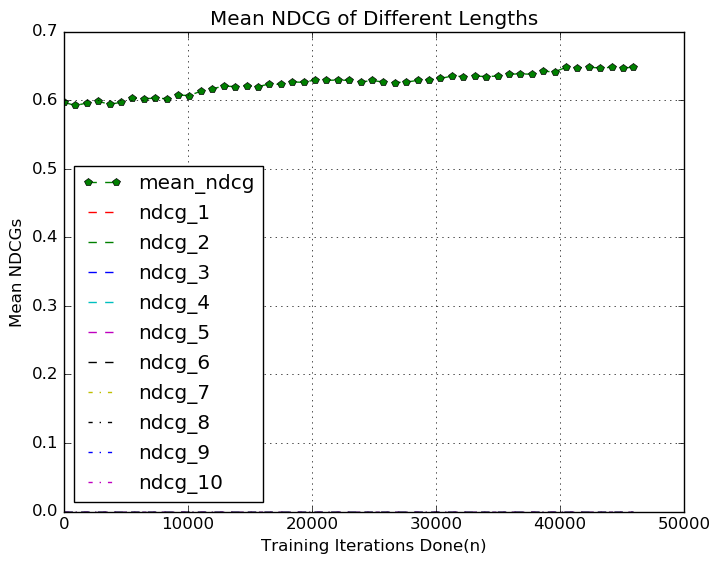 Mean NDCG of Different Lengths
0.7
0.6
0.5
0.4
0.3
0.2
0.1
0.0
Mean NDCGs
mean_ndcg
ndcg_1
ndcg_2
ndcg_3
ndcg_4
ndcg_5
ndcg_6
ndcg_7
ndcg_8
ndcg_9
ndcg_10
0 10000 20000 30000 40000 50000
Training Iterations Done(n)